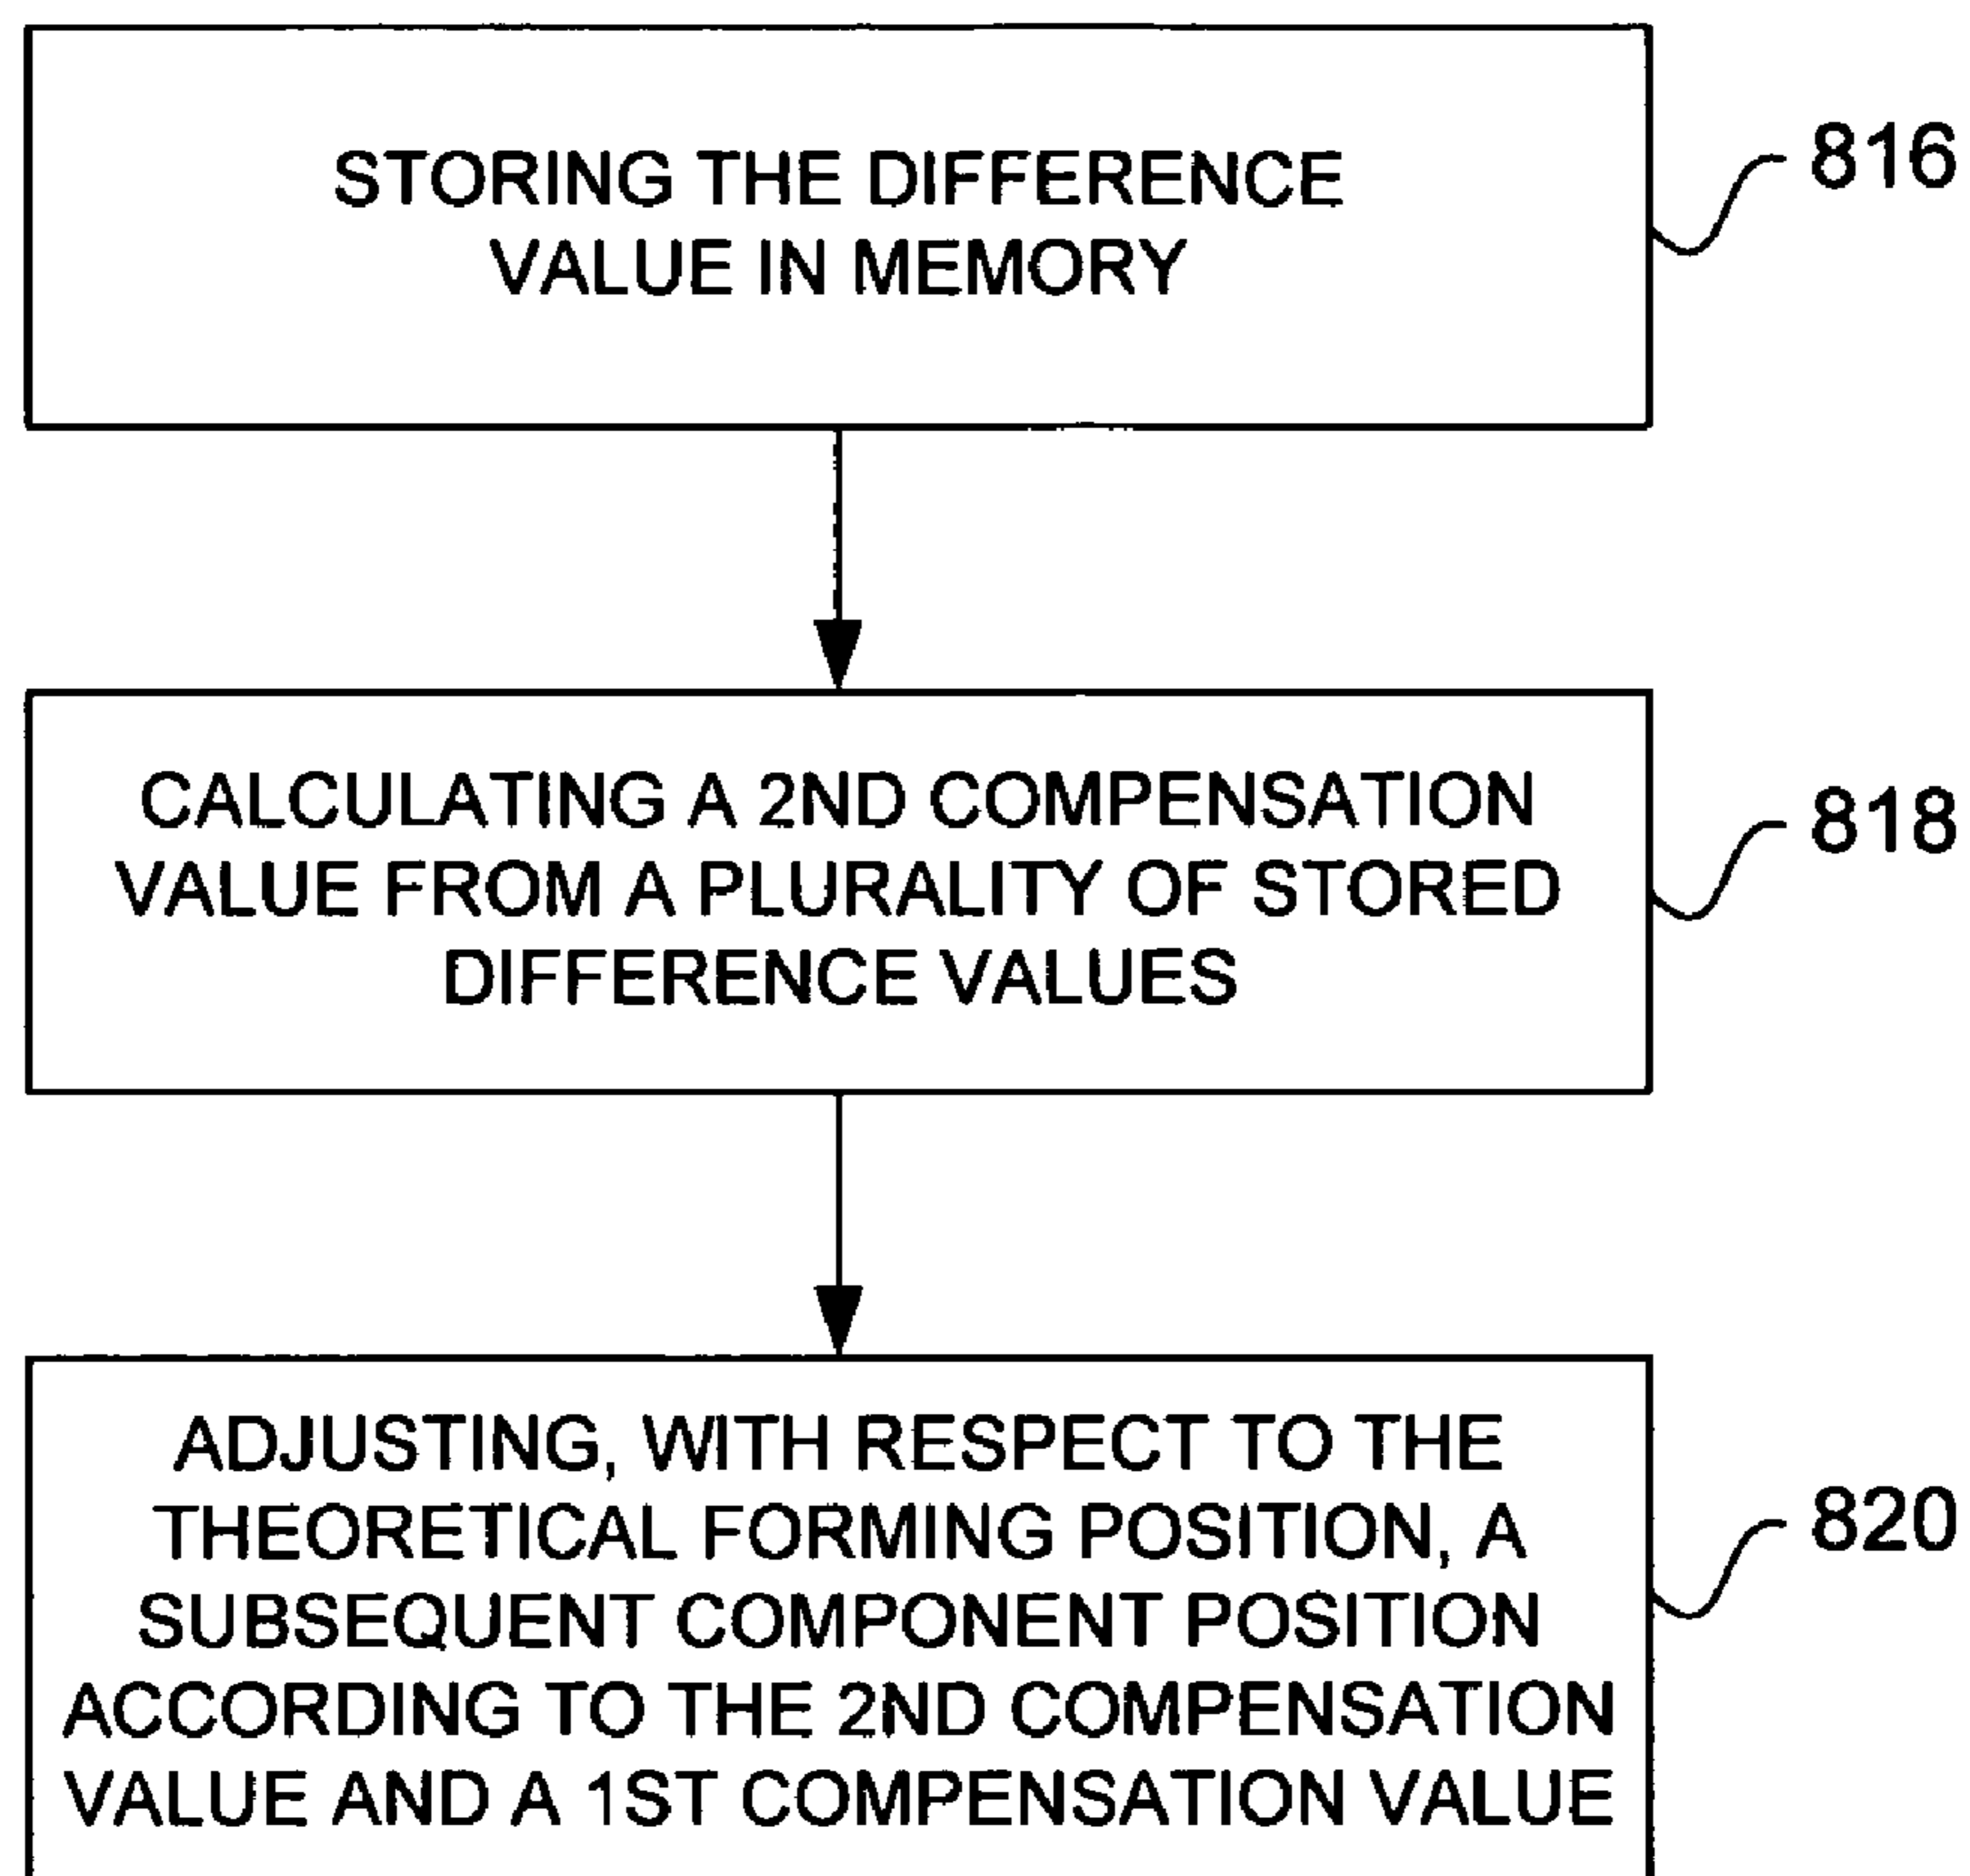 STORING THE DIFFERENCE
VALUE IN MEMORY
816
CALCULATING A 2ND COMPENSATION
VALUE FROM A PLURALITY OF STORED
DIFFERENCE VALUES
818
ADJUSTING, WITH RESPECT TO THE
THEORETICAL FORMING POSITION, A
SUBSEQUENT COMPONENT POSITION
ACCORDING TO THE 2ND COMPENSATION
VALUE AND A 1ST COMPENSATION VALUE
820